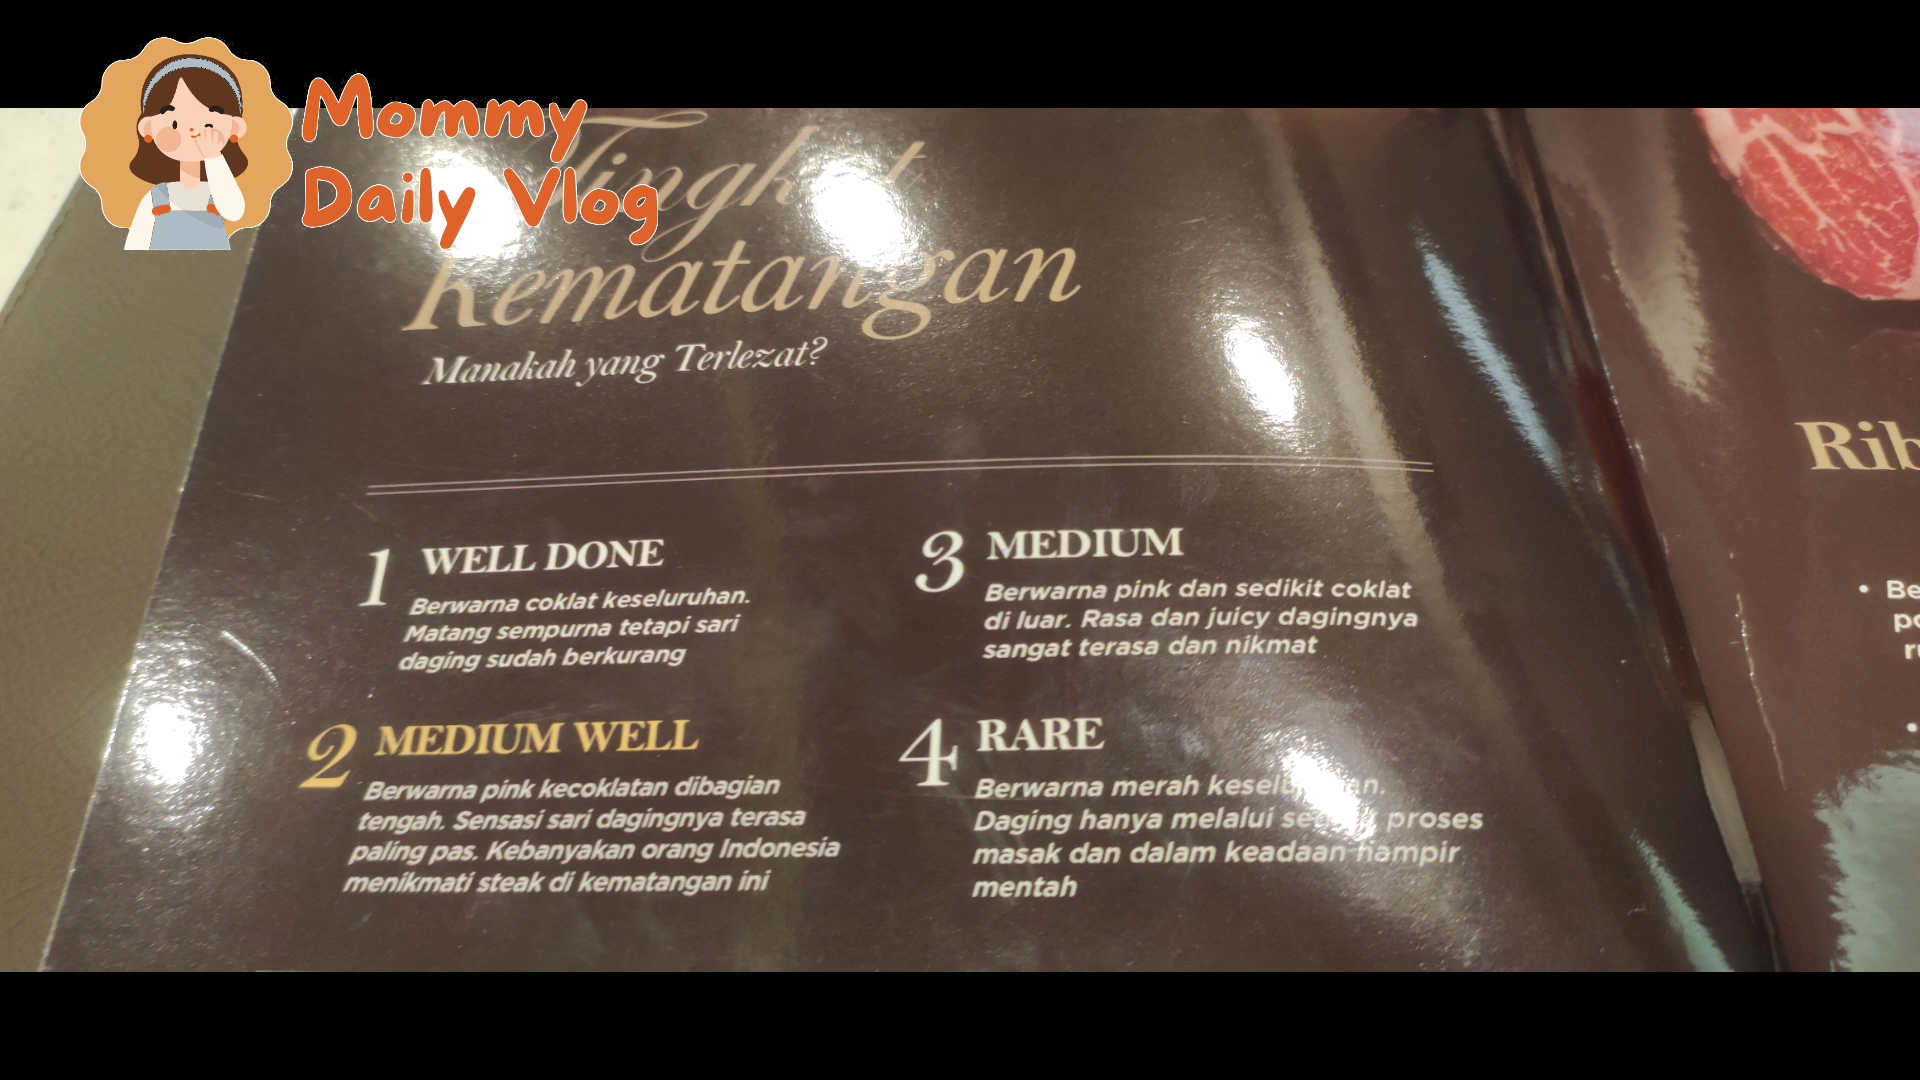 Mommy
Daily Vlog
Tingkat
Kematangan
Manakah yang Terlezat?
1 WELL DONE
Berwarna coklat keseluruhan.
Matang sempurna tetapi sari
daging sudah berkurang
2 MEDIUM WELL
Berwarna pink kecoklatan dibagian
tengah. Sensasi sari dagingnya terasa
paling pas. Kebanyakan orang Indonesia
menikmati steak di kematangan ini
3 MEDIUM
Berwarna pink dan sedikit coklat
di luar. Rasa dan juicy dagingnya
sangat terasa dan nikmat
4 RARE
Berwarna merah keseluruhan.
Daging hanya melalui proses
masak dan dalam keadaan hampir
mentah
Rib